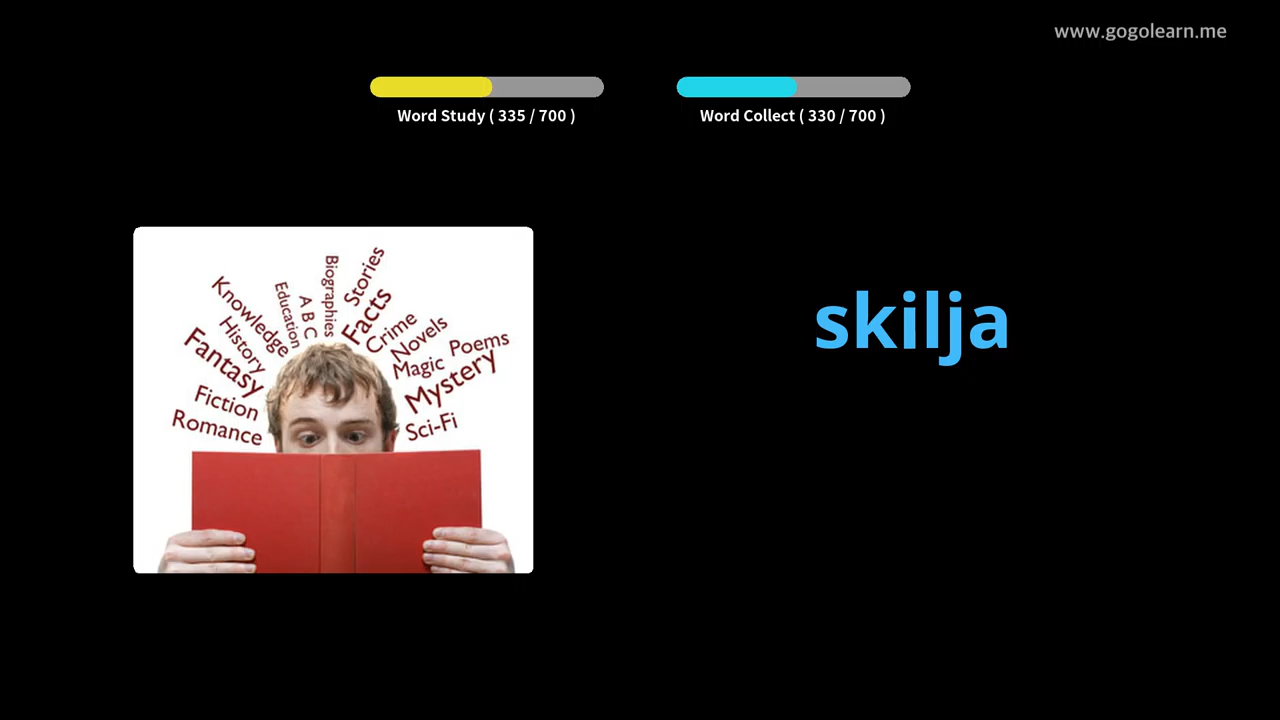 www.gogolearn.me
Word Study ( 335 / 700 )
Word Collect ( 330 / 700 )
skilja
Romance
Fiction
Fantasy
History
Knowledge
Education
A B C
Biographies
Stories
Facts
Crime
Novels
Magic
Poems
Mystery
Sci-Fi